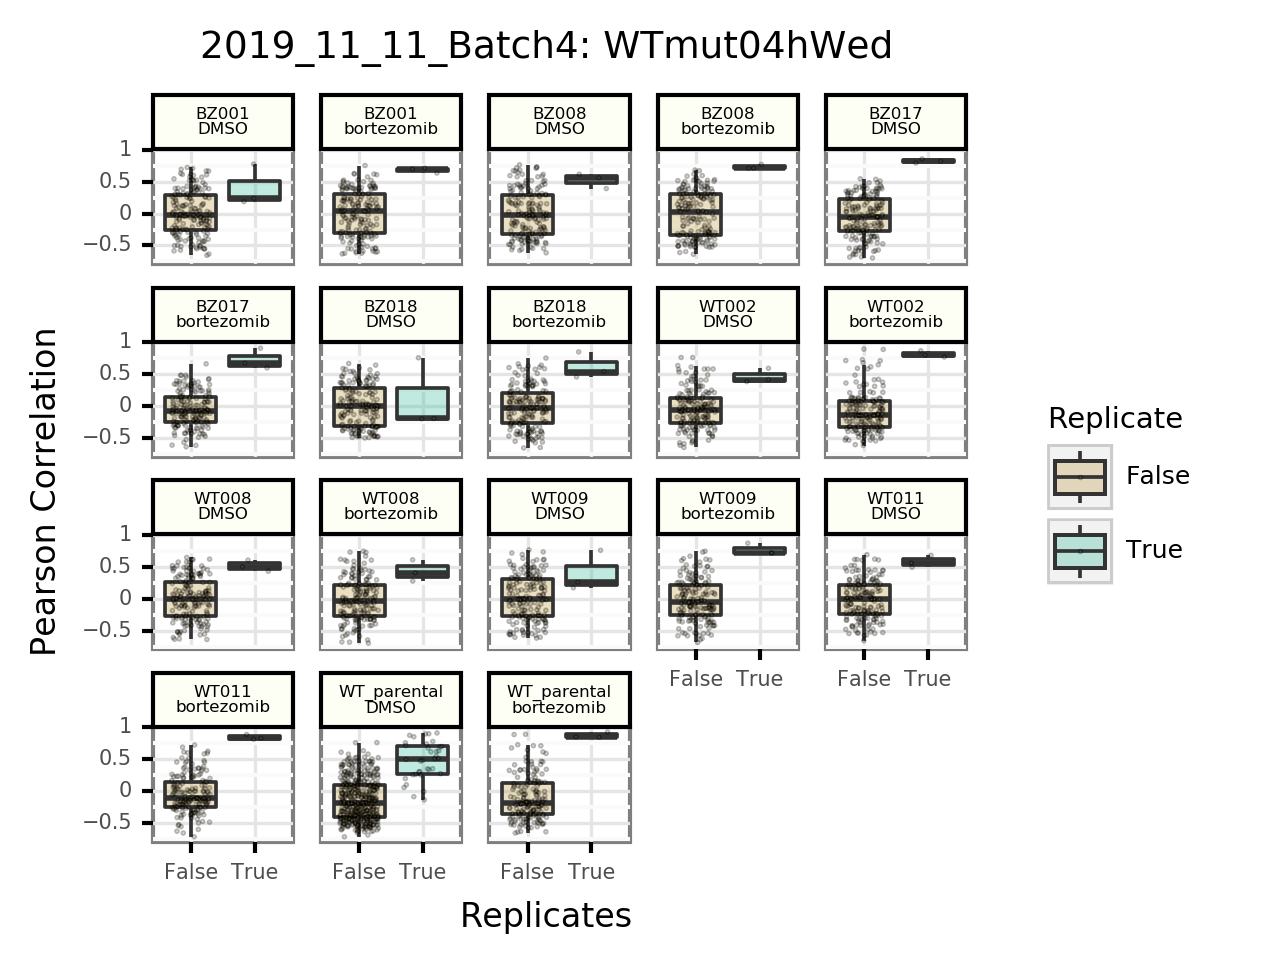 2019_11_11_Batch4: WTmut04hWed
BZ001
DMSO
BZ001
bortezomib
BZ008
DMSO
BZ008
bortezomib
BZ017
DMSO
1
0.5
0
−0.5
BZ017
bortezomib
BZ018
DMSO
BZ018
bortezomib
WT002
DMSO
WT002
bortezomib
1
0.5
0
−0.5
WT008
DMSO
WT008
bortezomib
WT009
DMSO
WT009
bortezomib
WT011
DMSO
1
0.5
0
−0.5
False True
False True
WT011
bortezomib
WT_parental
DMSO
WT_parental
bortezomib
1
0.5
0
−0.5
False True
False True
False True
Replicates
Pearson Correlation
Replicate
False
True